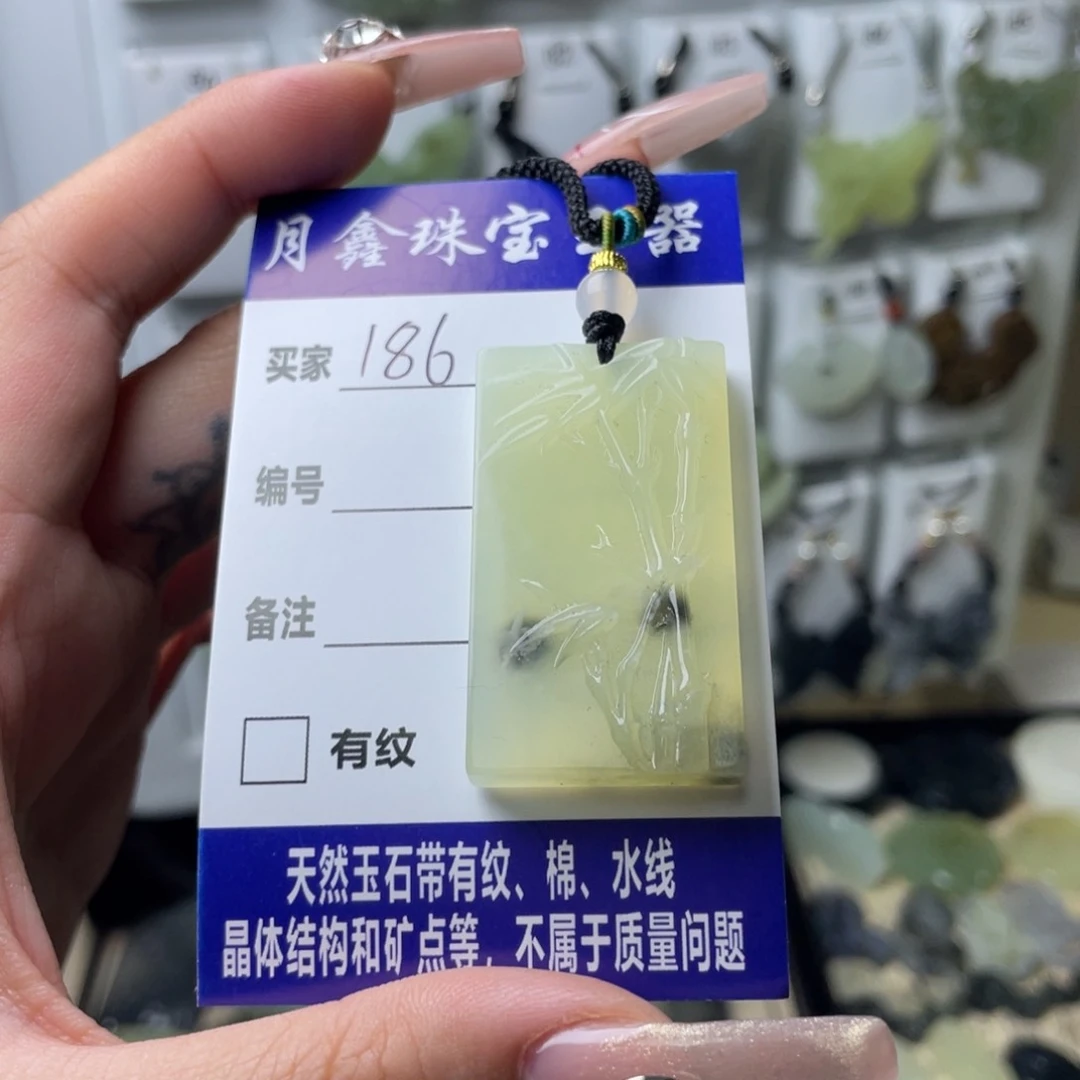 月鑫珠宝玉器
买家 186
编号
备注
有纹
天然玉石带有纹、棉、水线
晶体结构和矿点等，不属于质量问题